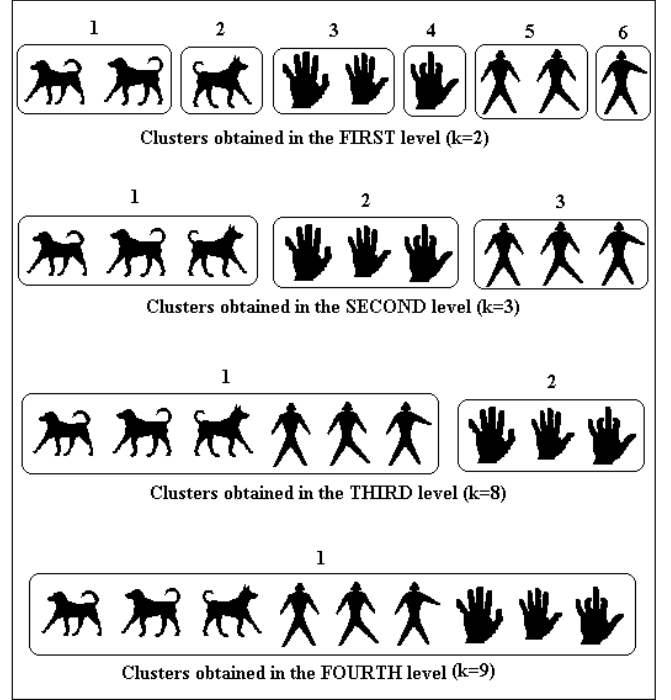 1 2 3 4 5 6
Clusters obtained in the FIRST level (k=2)
1 2 3
Clusters obtained in the SECOND level (k=3)
1 2
Clusters obtained in the THIRD level (k=8)
1
Clusters obtained in the FOURTH level (k=9)